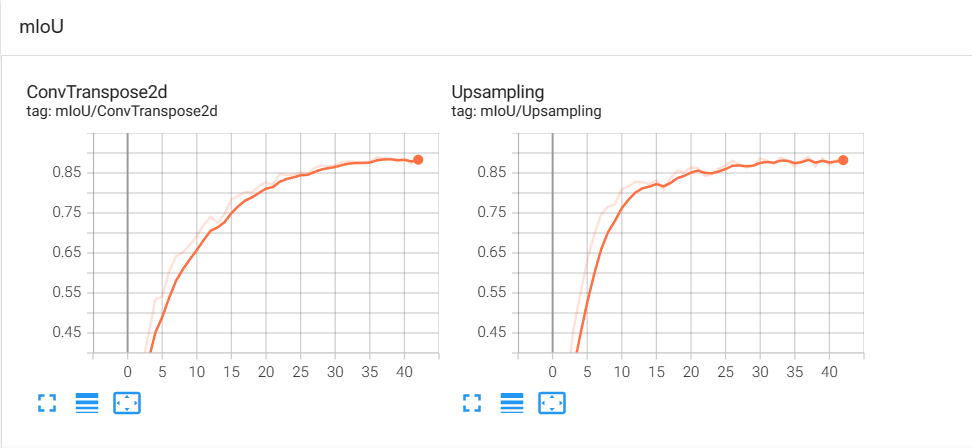 mIoU
ConvTranspose2d
tag: mIoU/ConvTranspose2d
0.85
0.75
0.65
0.55
0.45
0 5 10 15 20 25 30 35 40
Upsampling
tag: mIoU/Upsampling
0.85
0.75
0.65
0.55
0.45
0 5 10 15 20 25 30 35 40